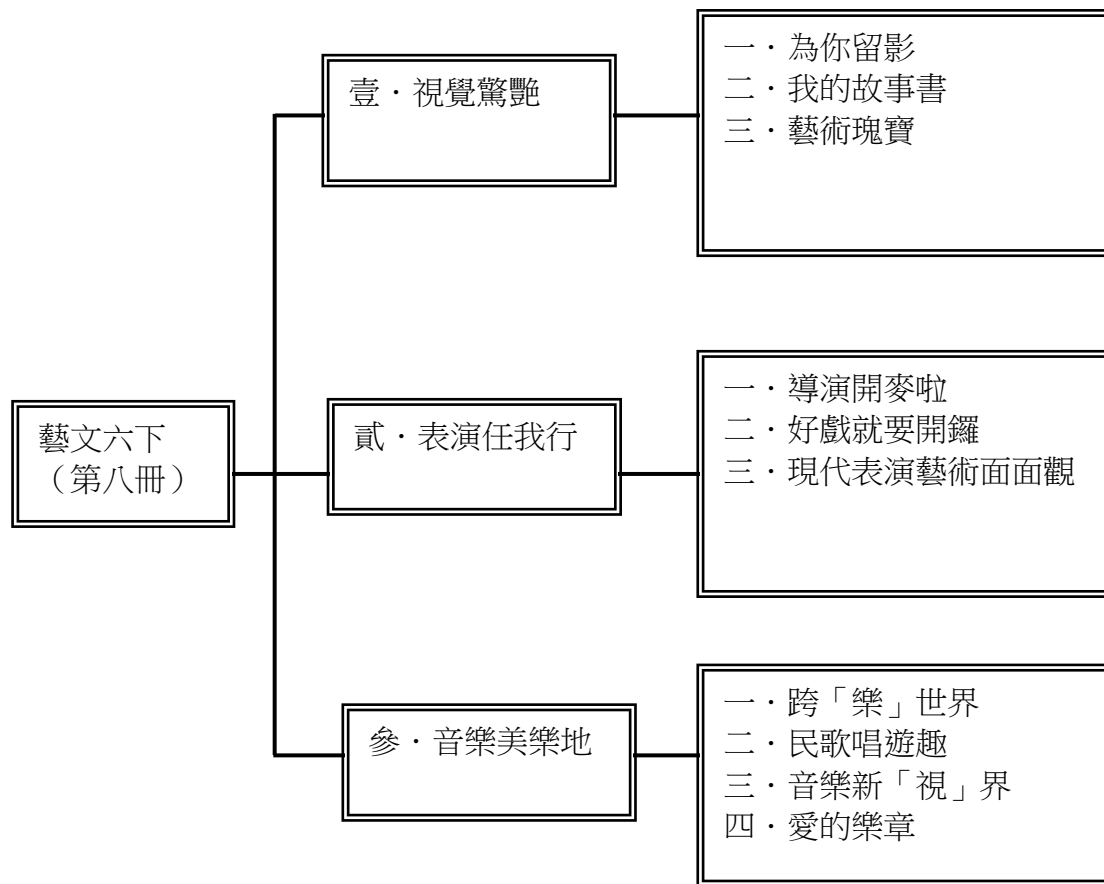 藝文六下
（第八冊）
壹．視覺驚艷
一．為你留影
二．我的故事書
三．藝術瑰寶
貳．表演任我行
一．導演開麥啦
二．好戲就要開鑼
三．現代表演藝術面面觀
參．音樂美樂地
一．跨「樂」世界
二．民歌唱遊趣
三．音樂新「視」界
四．愛的樂章